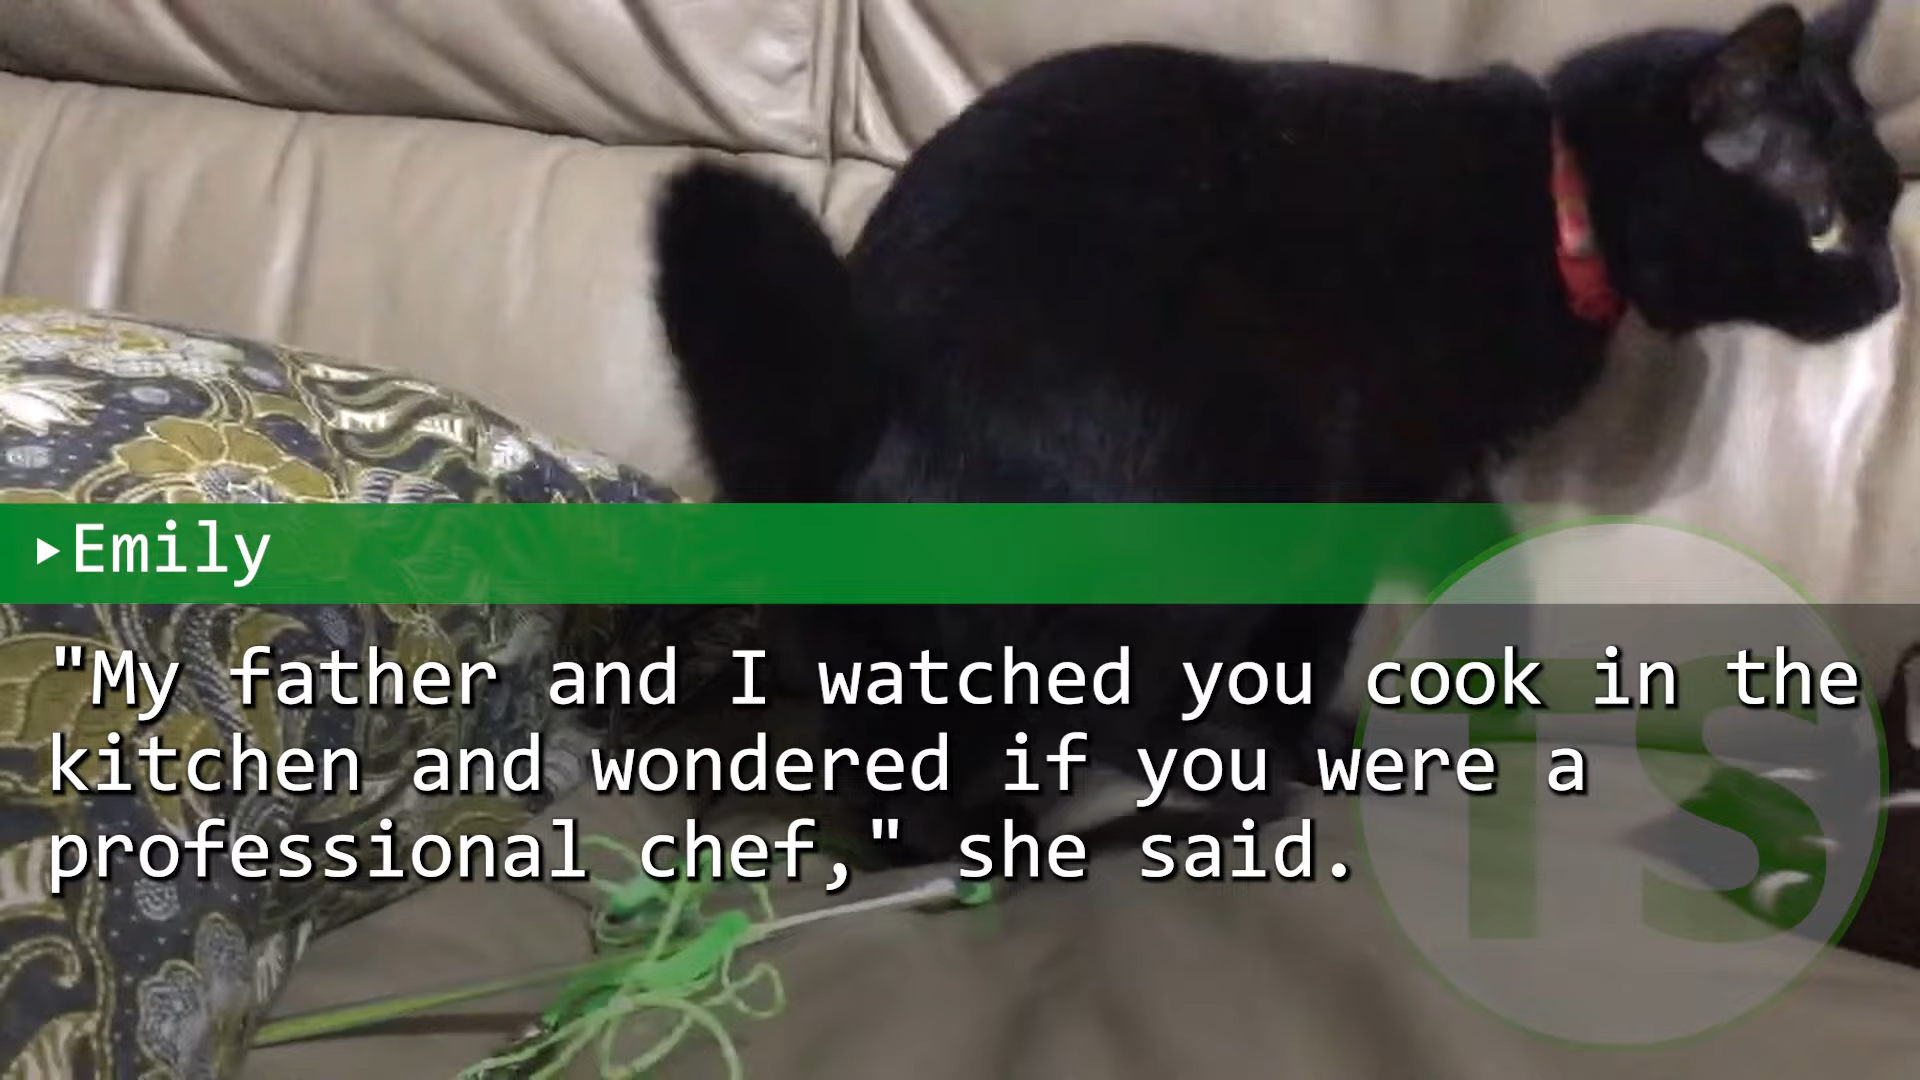 ▶Emily
"My father and I watched you cook in the
kitchen and wondered if you were a
professional chef," she said.
TS